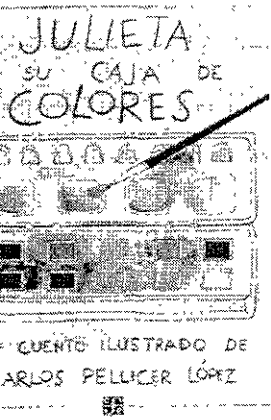 JULIETA
SU CAJA DE
COLORES
CUENTO ILUSTRADO DE
ARLOS PELLICER LÓPEZ